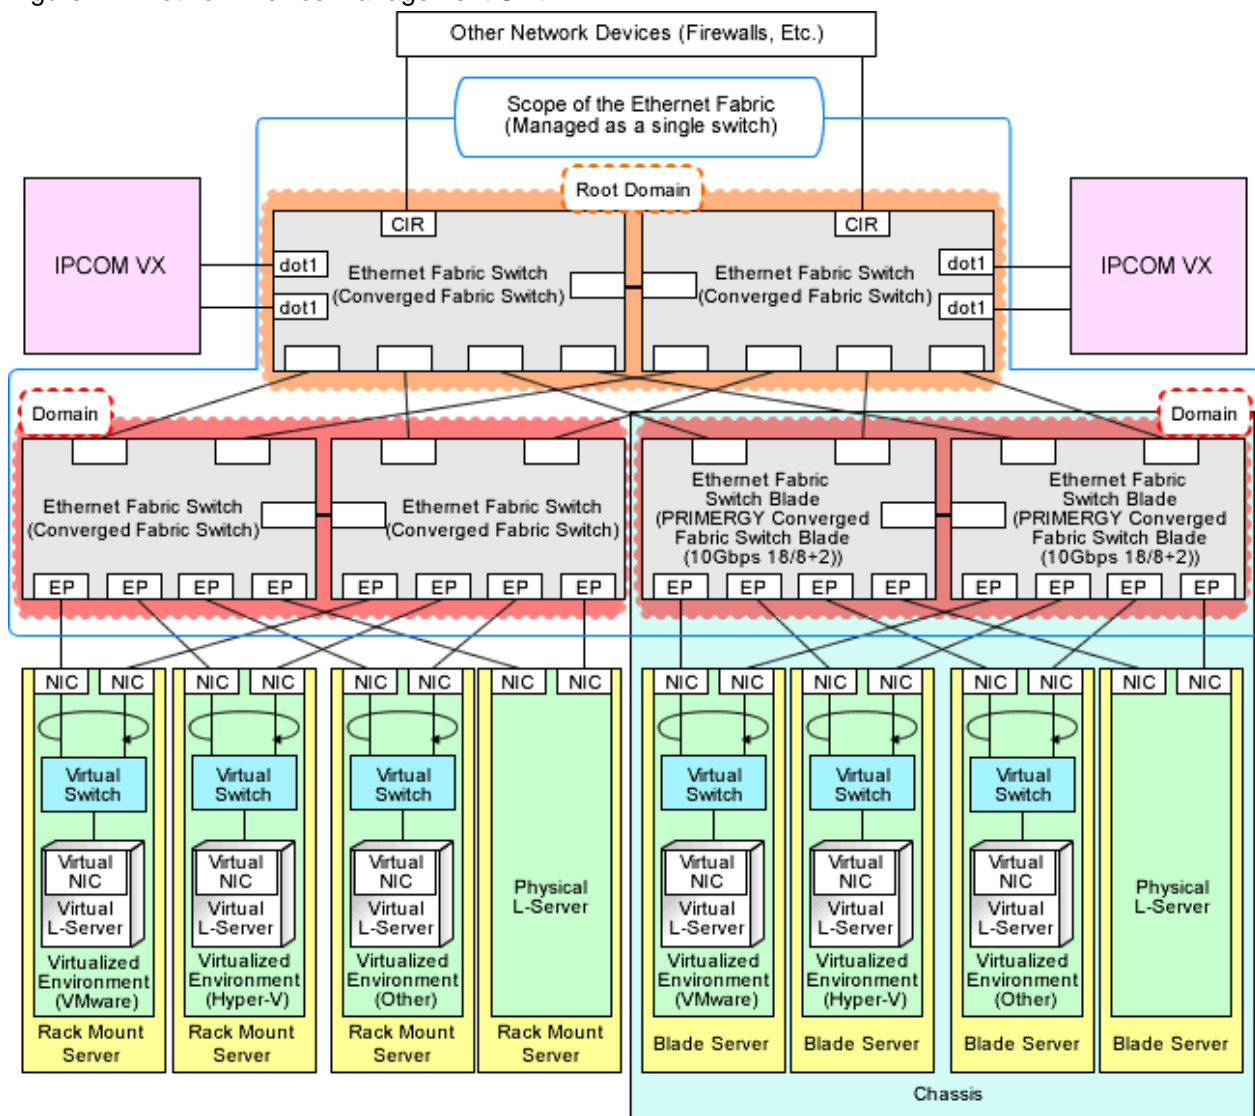 Other Network Devices (Firewalls, Etc.)
Scope of the Ethernet Fabric
(Managed as a single switch)
Root Domain
IPCOM VX
CIR
dot1
dot1
Ethernet Fabric Switch
(Converged Fabric Switch)
CIR
Ethernet Fabric Switch
(Converged Fabric Switch)
dot1
dot1
IPCOM VX
Domain
Domain
Ethernet Fabric Switch
(Converged Fabric Switch)
Ethernet Fabric Switch
(Converged Fabric Switch)
Ethernet Fabric
Switch Blade
(PRIMERGY Converged
Fabric Switch Blade
(10Gbps 18/8+2))
Ethernet Fabric
Switch Blade
(PRIMERGY Converged
Fabric Switch Blade
(10Gbps 18/8+2))
EP EP EP EP EP EP EP EP EP EP EP EP EP EP EP EP
NIC NIC NIC NIC NIC NIC NIC NIC NIC NIC NIC NIC NIC NIC NIC NIC
Virtual
Switch
Virtual
NIC
Virtual
L-Server
Virtualized
Environment
(VMware)
Rack Mount
Server
Virtual
Switch
Virtual
NIC
Virtual
L-Server
Virtualized
Environment
(Hyper-V)
Rack Mount
Server
Virtual
Switch
Virtual
NIC
Virtual
L-Server
Virtualized
Environment
(Other)
Rack Mount
Server
Physical
L-Server
Rack Mount
Server
Virtual
Switch
Virtual
NIC
Virtual
L-Server
Virtualized
Environment
(VMware)
Blade Server
Virtual
Switch
Virtual
NIC
Virtual
L-Server
Virtualized
Environment
(Hyper-V)
Blade Server
Virtual
Switch
Virtual
NIC
Virtual
L-Server
Virtualized
Environment
(Other)
Blade Server
Physical
L-Server
Blade Server
Chassis